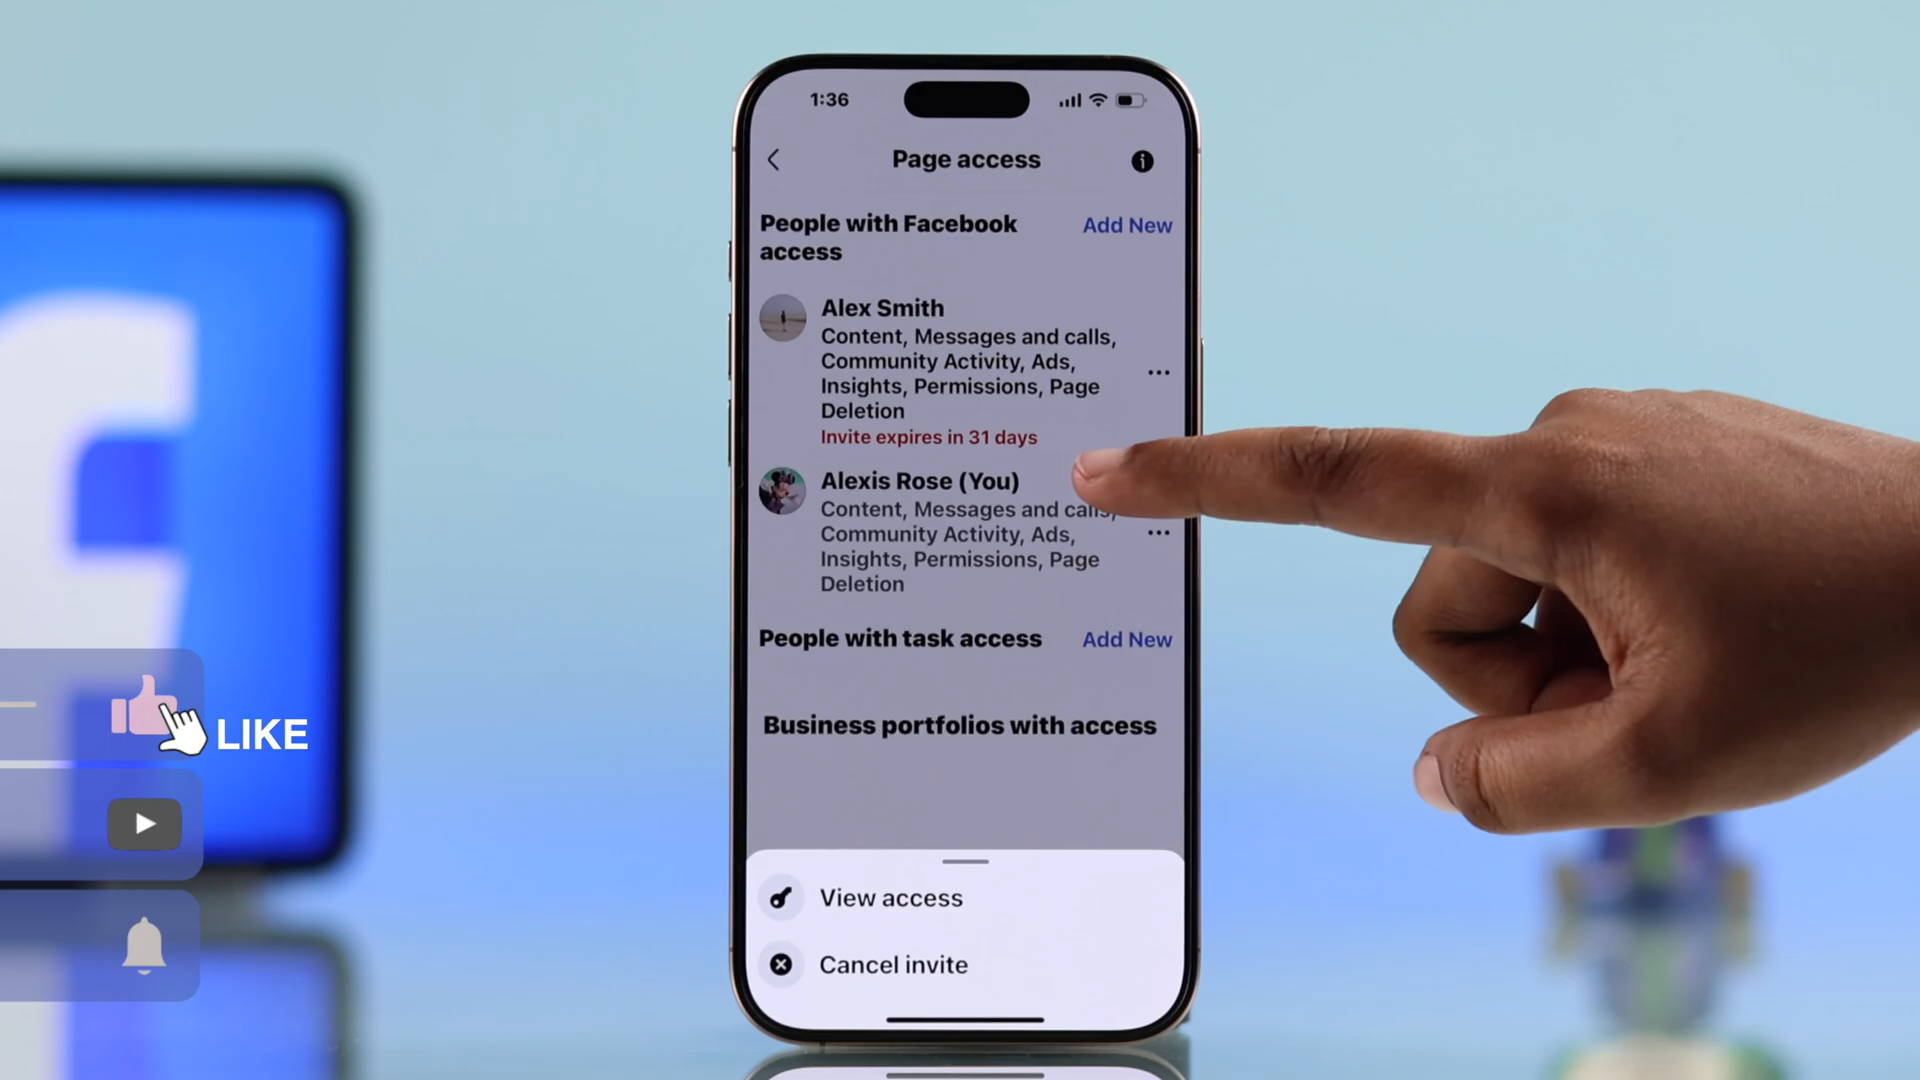 1:36
Page access
People with Facebook
access
Add New
Alex Smith
Content, Messages and calls,
Community Activity, Ads,
Insights, Permissions, Page
Deletion
Invite expires in 31 days
Alexis Rose (You)
Content, Messages and calls,
Community Activity, Ads,
Insights, Permissions, Page
Deletion
People with task access
Add New
Business portfolios with access
View access
Cancel invite
LIKE